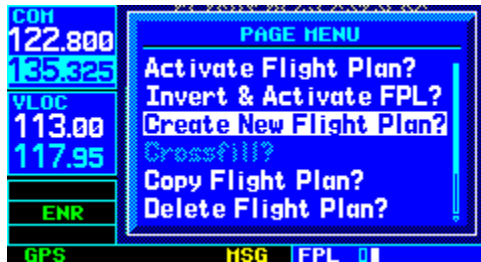 COM
122.800
135.325
VLOC
113.00
117.95
ENR
GPS
PAGE MENU
Activate Flight Plan?
Invert & Activate FPL?
Create New Flight Plan?
Crossfill?
Copy Flight Plan?
Delete Flight Plan?
MSG
FPL